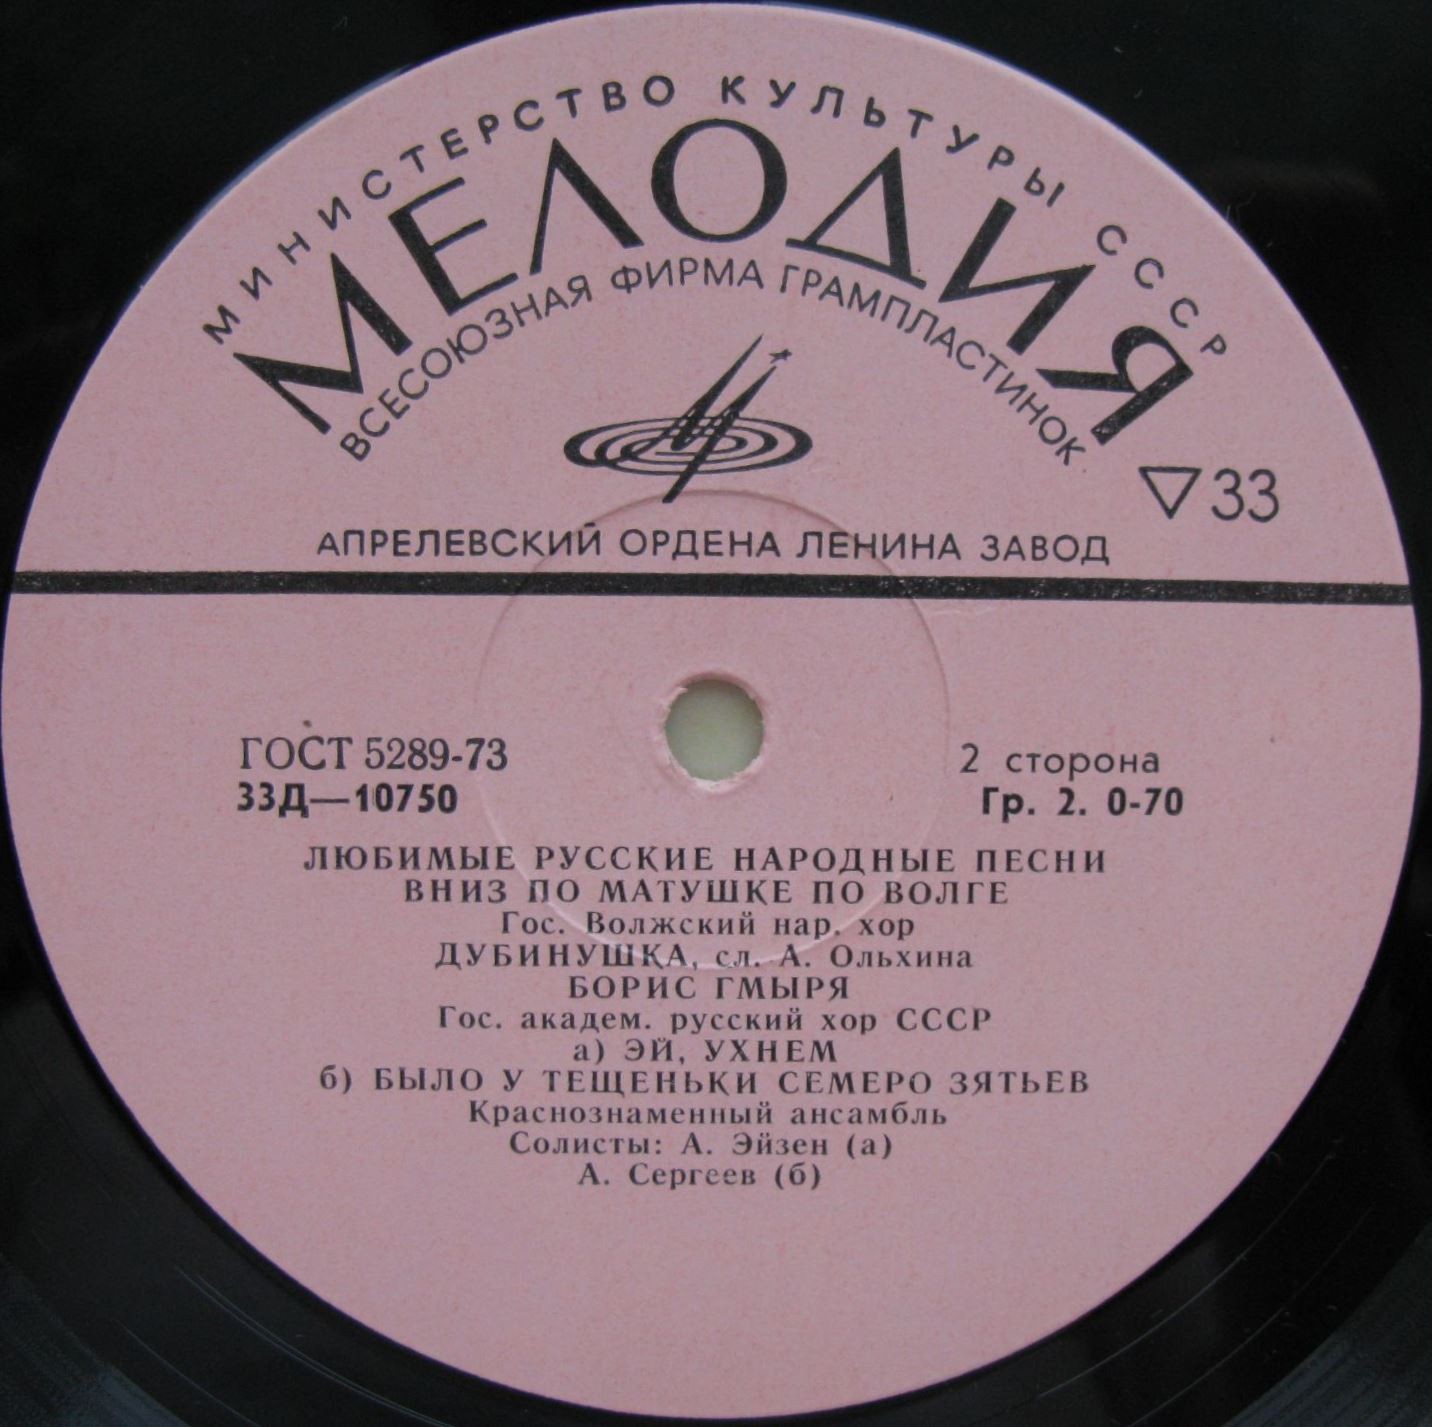 МИНИСТЕРСТВО КУЛЬТУРЫ СССР
МЕЛОДИЯ
ВСЕСОЮЗНАЯ ФИРМА ГРАМПЛАСТИНОК
▽33
АПРЕЛЕВСКИЙ ОРДЕНА ЛЕНИНА ЗАВОД
ГОСТ 5289-73
33Д—10750
2 сторона
Гр. 2. 0-70
ЛЮБИМЫЕ РУССКИЕ НАРОДНЫЕ ПЕСНИ
ВНИЗ ПО МАТУШКЕ ПО ВОЛГЕ
Гос. Волжский нар. хор
ДУБИНУШКА, сл. А. Ольхина
БОРИС ГМЫРЯ
Гос. академ. русский хор СССР
а) ЭЙ, УХНЕМ
б) БЫЛО У ТЕЩЕНЬКИ СЕМЕРО ЗЯТЬЕВ
Краснознаменный ансамбль
Солисты: А. Эйзен (а)
А. Сергеев (б)